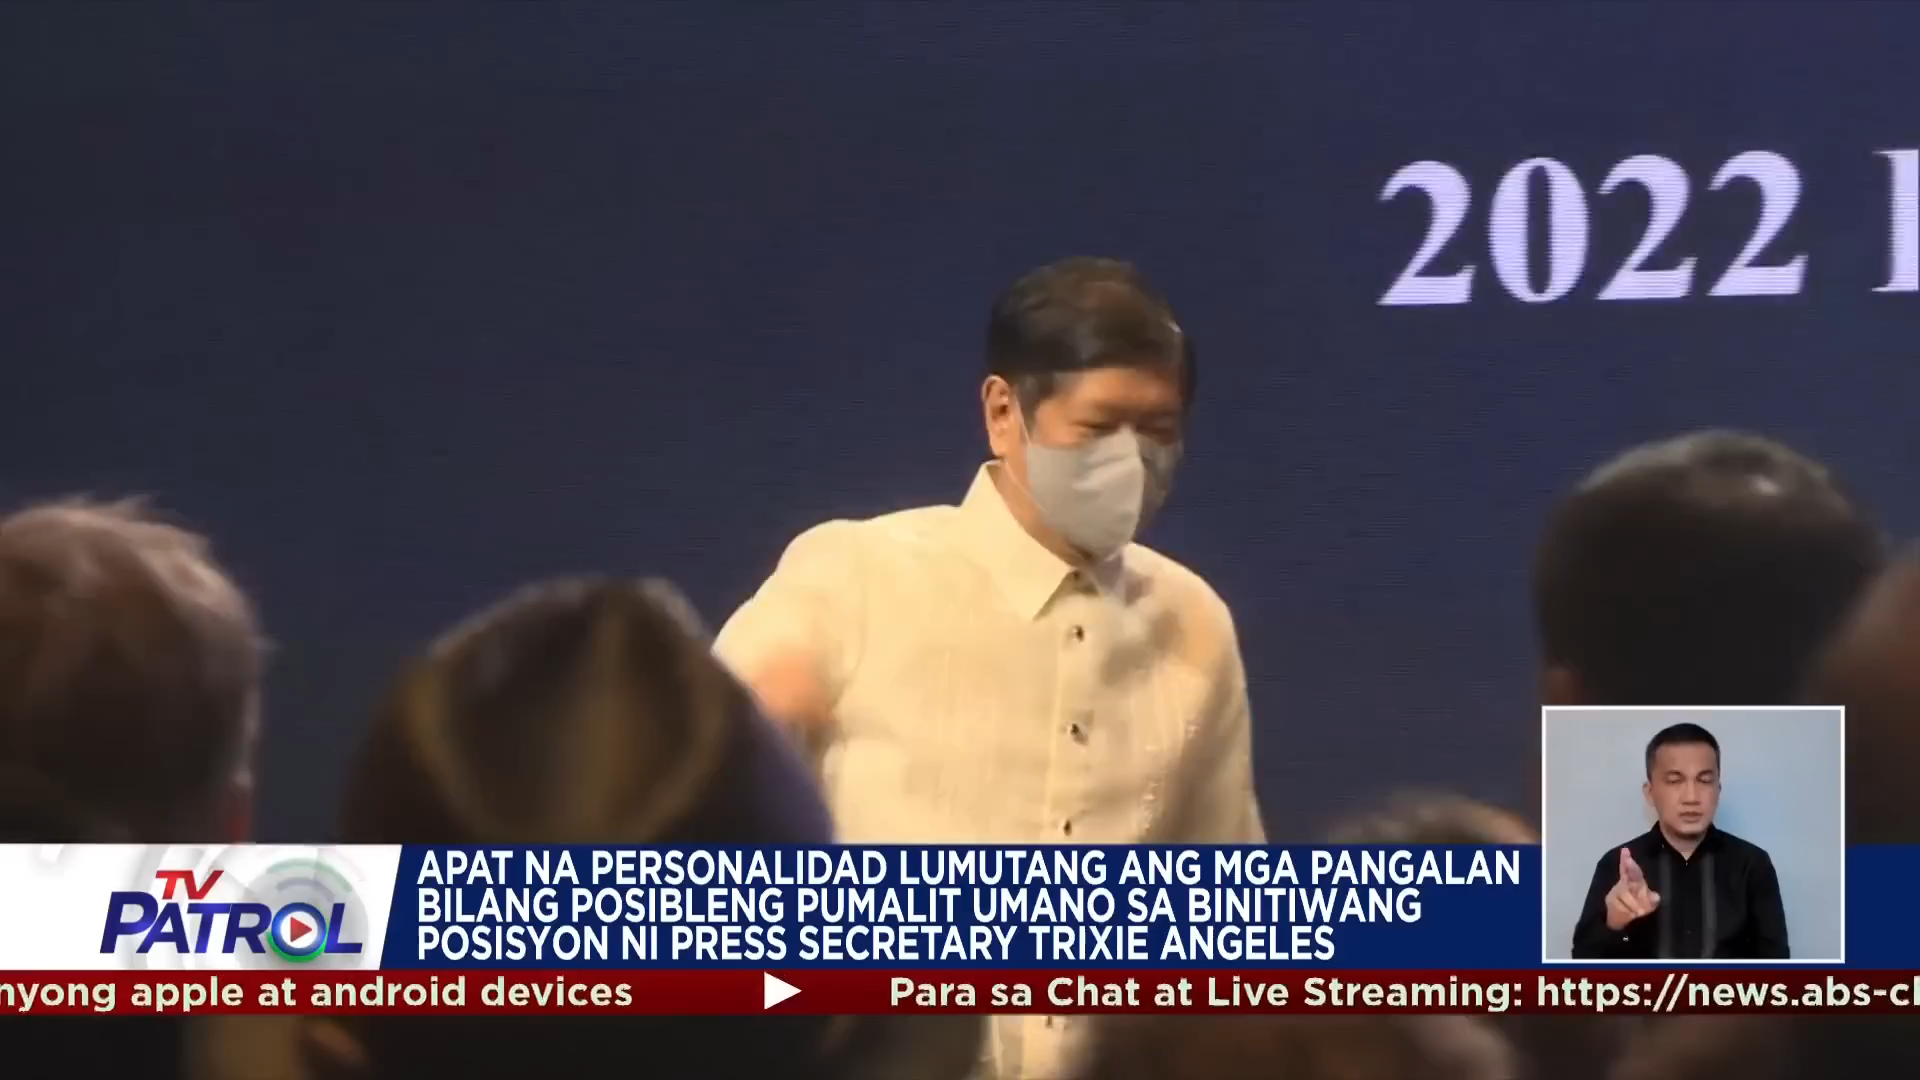 2022
TV
PATROL
APAT NA PERSONALIDAD LUMUTANG ANG MGA PANGALAN
BILANG POSIBLENG PUMALIT UMANO SA BINITIWANG
POSISYON NI PRESS SECRETARY TRIXIE ANGELES
nyong apple at android devices
Para sa Chat at Live Streaming: https://news.abs-c